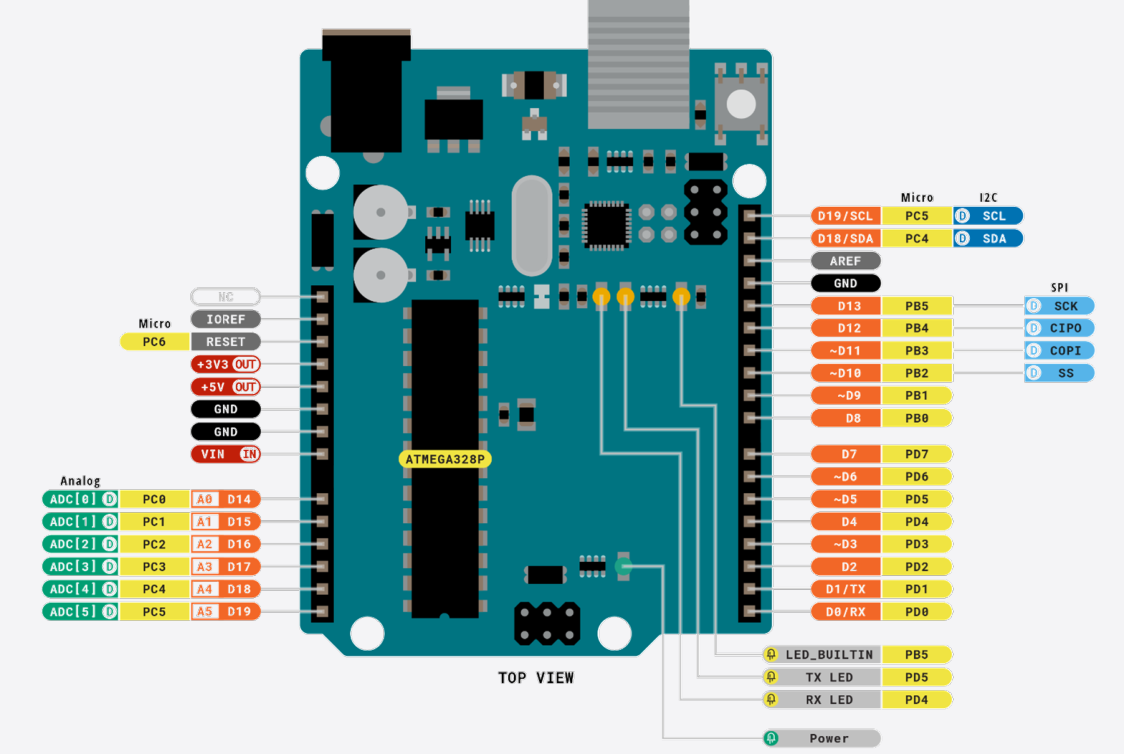 Micro I2C
D19/SCL PC5 D SCL
D18/SDA PC4 D SDA
AREF
GND
SPI
D13 PB5 D SCK
D12 PB4 D CIPO
~D11 PB3 D COPI
~D10 PB2 D SS
~D9 PB1
D8 PB0
D7 PD7
~D6 PD6
~D5 PD5
D4 PD4
~D3 PD3
D2 PD2
D1/TX PD1
D0/RX PD0
NC
IOREF
Micro
PC6 RESET
+3V3 OUT
+5V OUT
GND
GND
VIN IN
Analog
ADC[0] D PC0 A0 D14
ADC[1] D PC1 A1 D15
ADC[2] D PC2 A2 D16
ADC[3] D PC3 A3 D17
ADC[4] D PC4 A4 D18
ADC[5] D PC5 A5 D19
ATMEGA328P
TOP VIEW
LED_BUILTIN PB5
TX LED PD5
RX LED PD4
Power